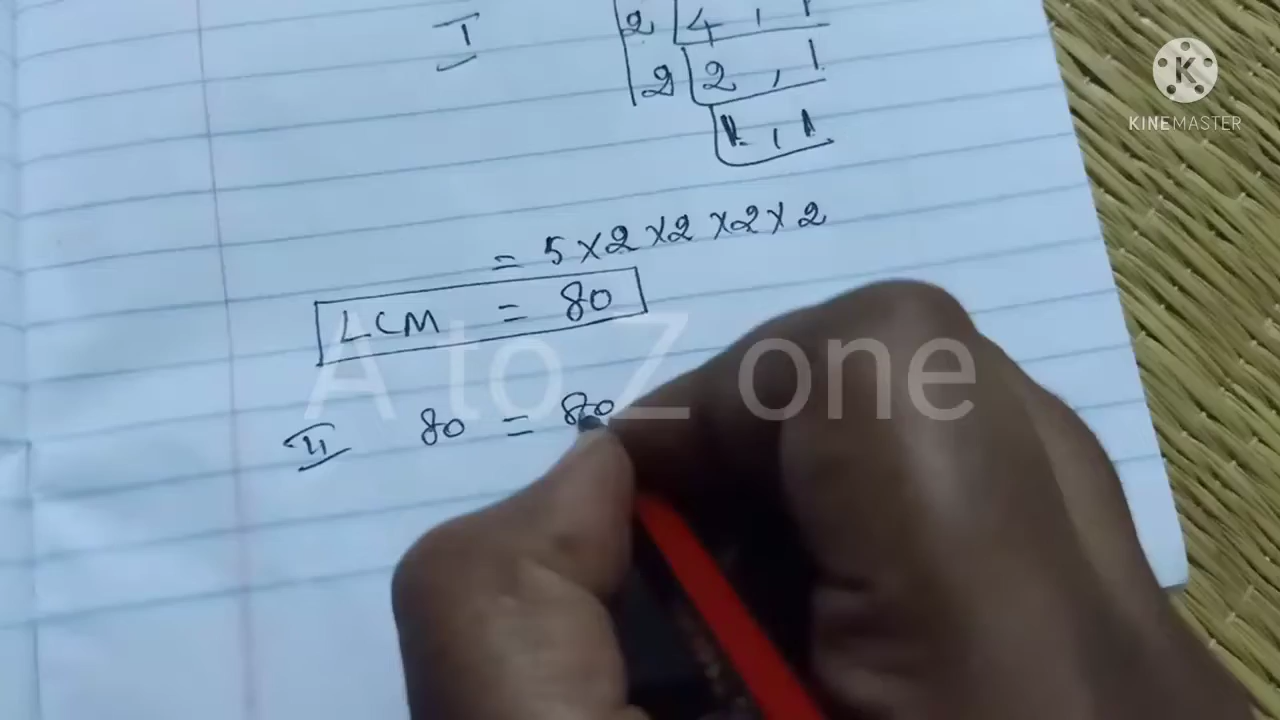 I
2 4 , 1
2 2 , 1
1 , 1
= 5 × 2 × 2 × 2 × 2
LCM = 80
II 80 = 80
A to Z one
KINEMASTER